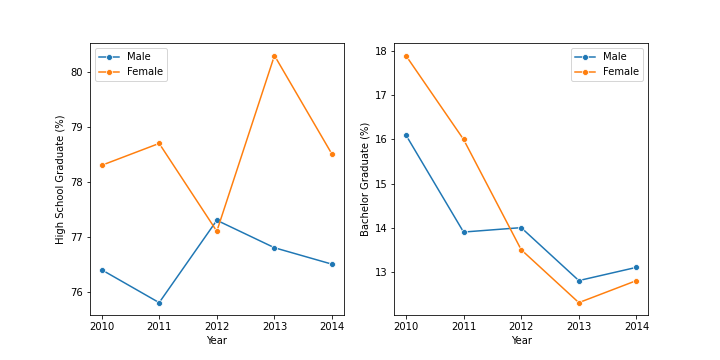 Male
Female
High School Graduate (%)
80
79
78
77
76
2010 2011 2012 2013 2014
Year
Male
Female
Bachelor Graduate (%)
18
17
16
15
14
13
2010 2011 2012 2013 2014
Year